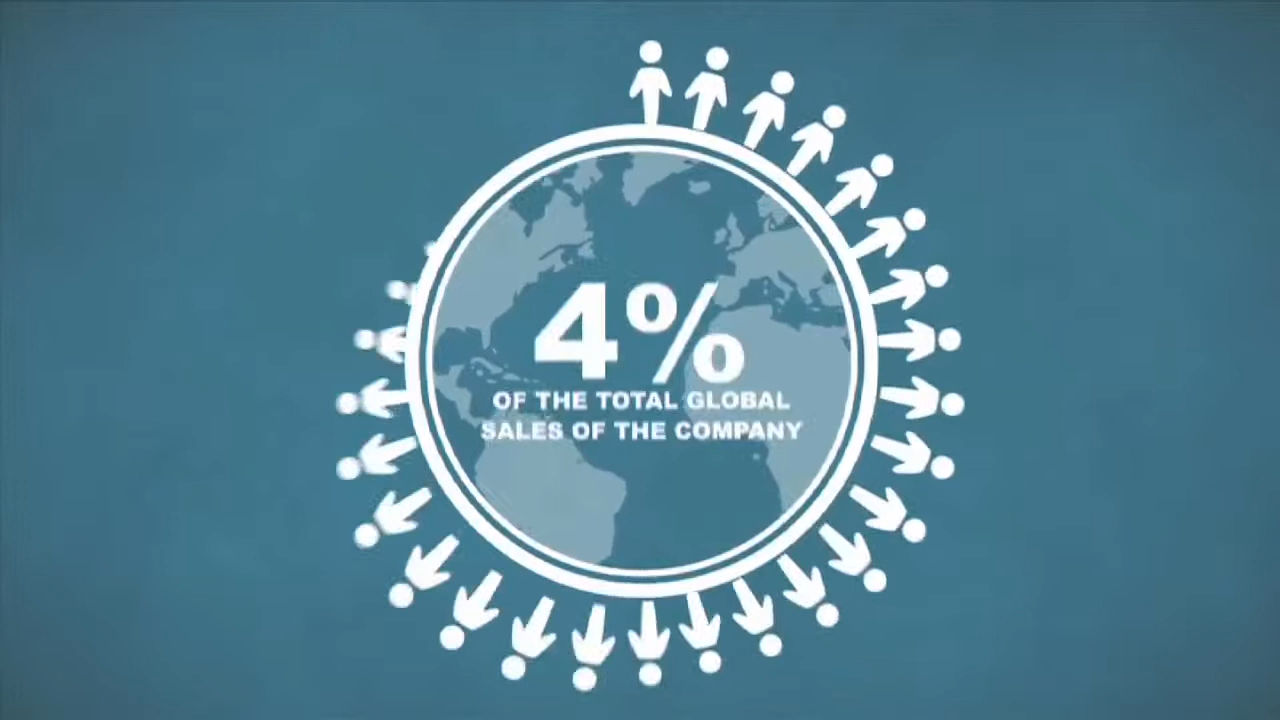 4%
OF THE TOTAL GLOBAL
SALES OF THE COMPANY